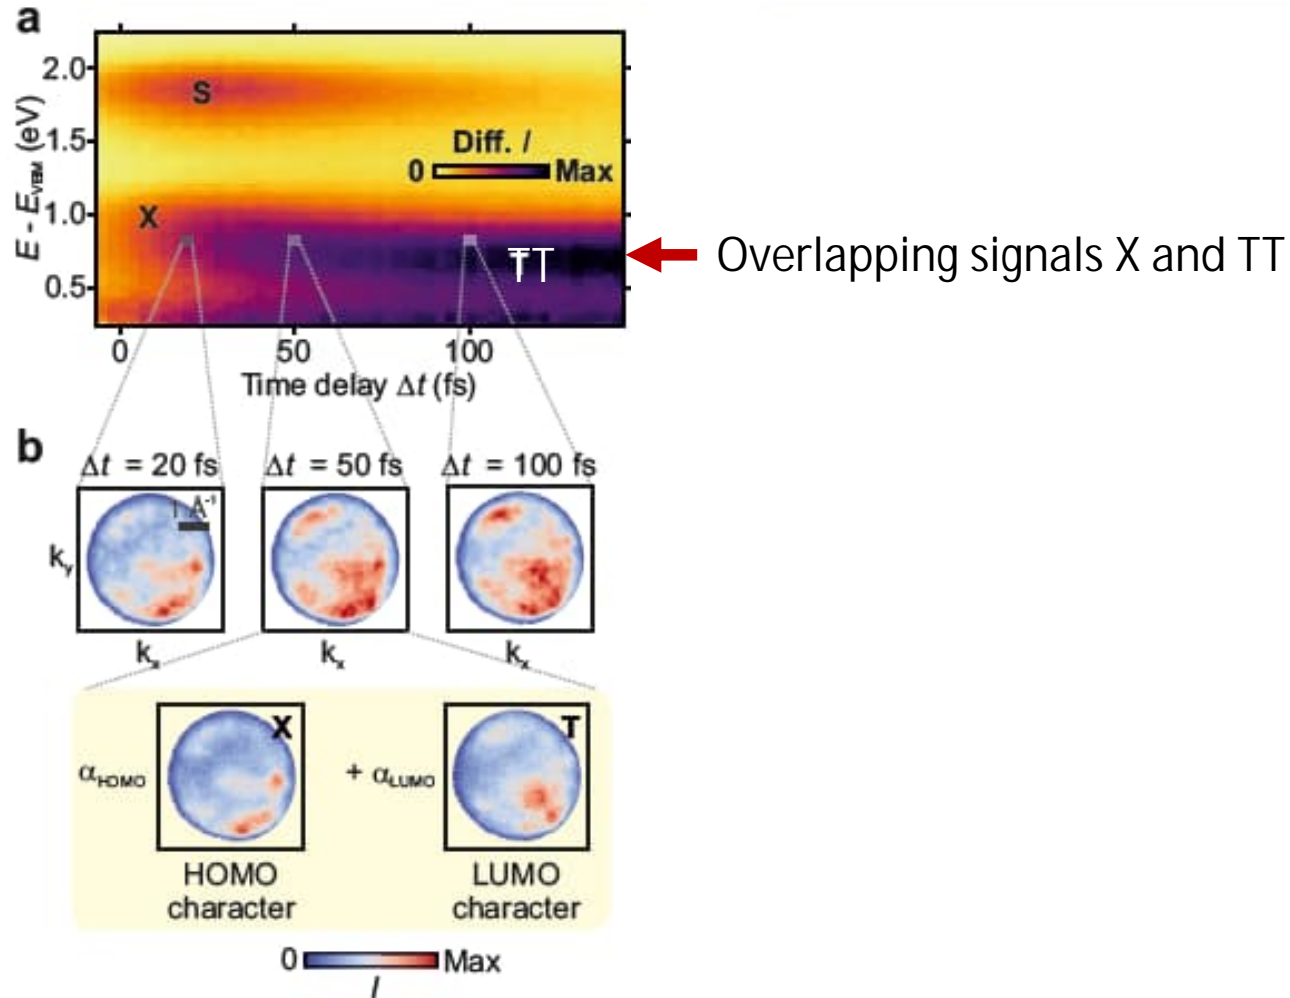 a
2.0
S
1.5
Diff. I
0 Max
E - E_VBM (eV)
X
1.0
TT
Overlapping signals X and TT
0.5
0 50 100
Time delay Δt (fs)
b
Δt = 20 fs Δt = 50 fs Δt = 100 fs
1 Å⁻¹
k_y
k_x k_x k_x
X T
α_HOMO + α_LUMO
HOMO LUMO
character character
0 Max
I